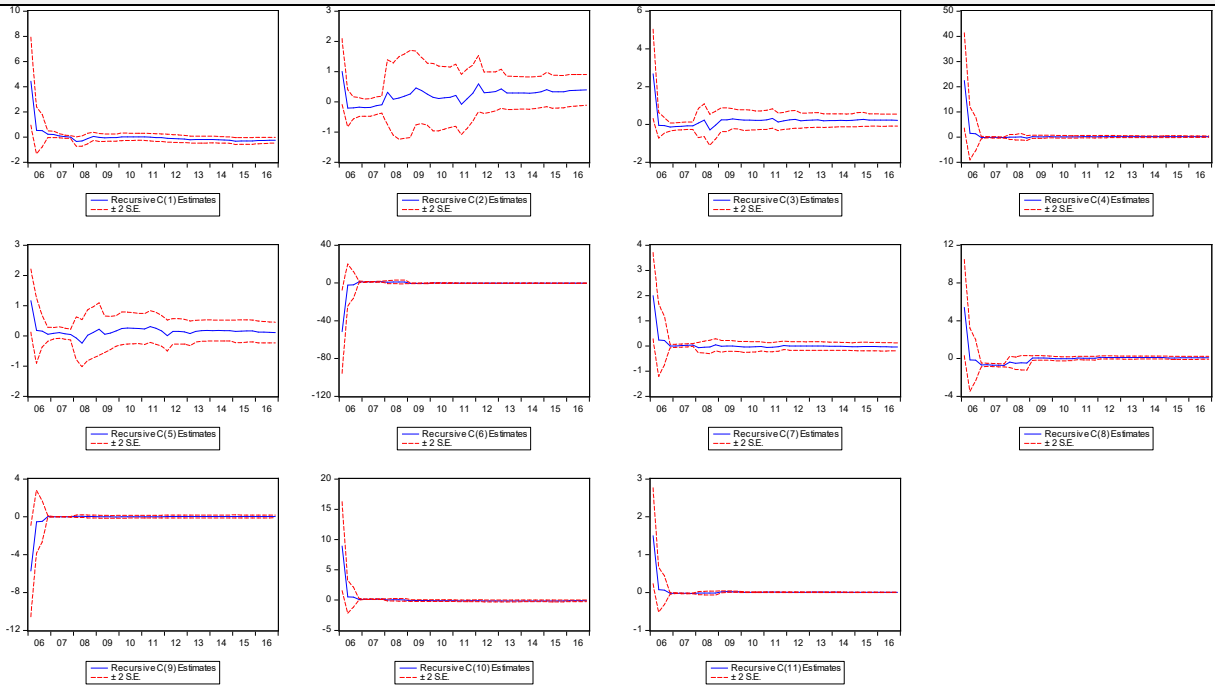 10
8
6
4
2
0
-2
06 07 08 09 10 11 12 13 14 15 16
Recursive C(1) Estimates
± 2 S.E.
3
2
1
0
-1
-2
06 07 08 09 10 11 12 13 14 15 16
Recursive C(2) Estimates
± 2 S.E.
6
4
2
0
-2
06 07 08 09 10 11 12 13 14 15 16
Recursive C(3) Estimates
± 2 S.E.
50
40
30
20
10
0
-10
06 07 08 09 10 11 12 13 14 15 16
Recursive C(4) Estimates
± 2 S.E.
3
2
1
0
-1
-2
06 07 08 09 10 11 12 13 14 15 16
Recursive C(5) Estimates
± 2 S.E.
40
0
-40
-80
-120
06 07 08 09 10 11 12 13 14 15 16
Recursive C(6) Estimates
± 2 S.E.
4
3
2
1
0
-1
-2
06 07 08 09 10 11 12 13 14 15 16
Recursive C(7) Estimates
± 2 S.E.
12
8
4
0
-4
06 07 08 09 10 11 12 13 14 15 16
Recursive C(8) Estimates
± 2 S.E.
4
0
-4
-8
-12
06 07 08 09 10 11 12 13 14 15 16
Recursive C(9) Estimates
± 2 S.E.
20
15
10
5
0
-5
06 07 08 09 10 11 12 13 14 15 16
Recursive C(10) Estimates
± 2 S.E.
3
2
1
0
-1
06 07 08 09 10 11 12 13 14 15 16
Recursive C(11) Estimates
± 2 S.E.